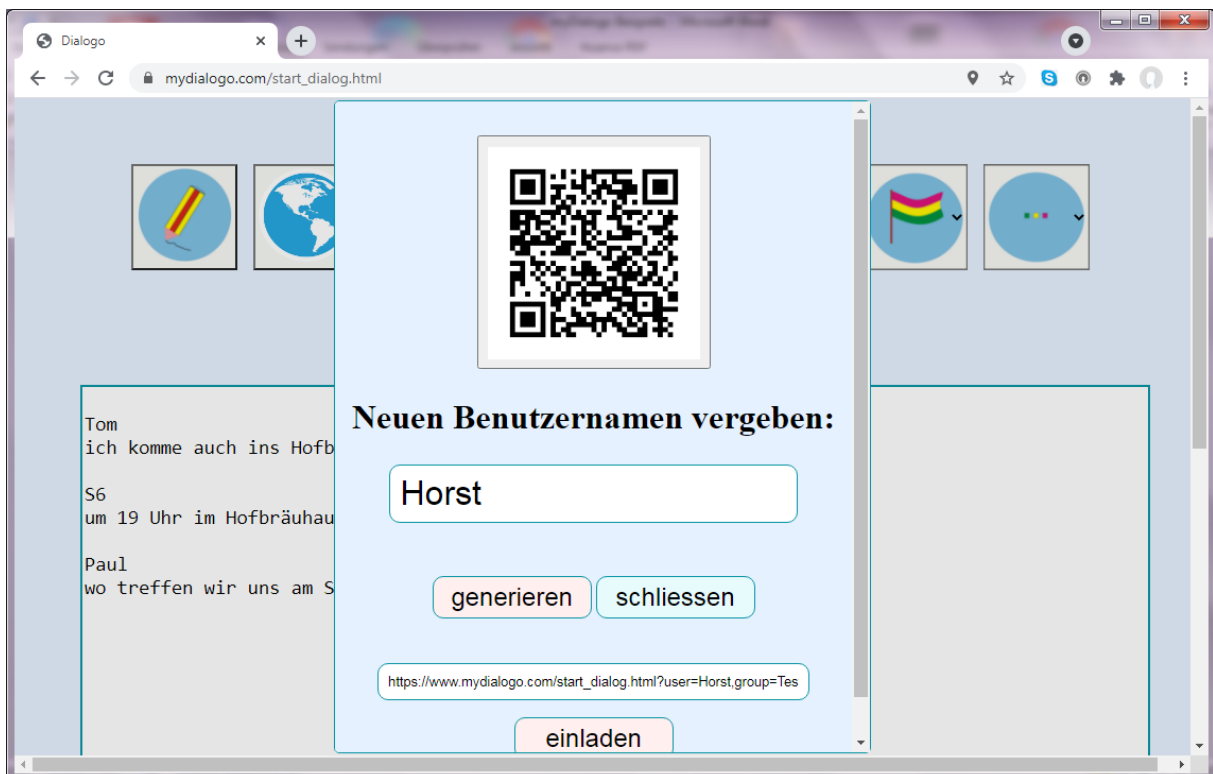 Dialogo
mydialogo.com/start_dialog.html
Neuen Benutzernamen vergeben:
Horst
generieren schliessen
https://www.mydialogo.com/start_dialog.html?user=Horst,group=Tes
einladen
Tom
ich komme auch ins Hofb
S6
um 19 Uhr im Hofbräuhau
Paul
wo treffen wir uns am S